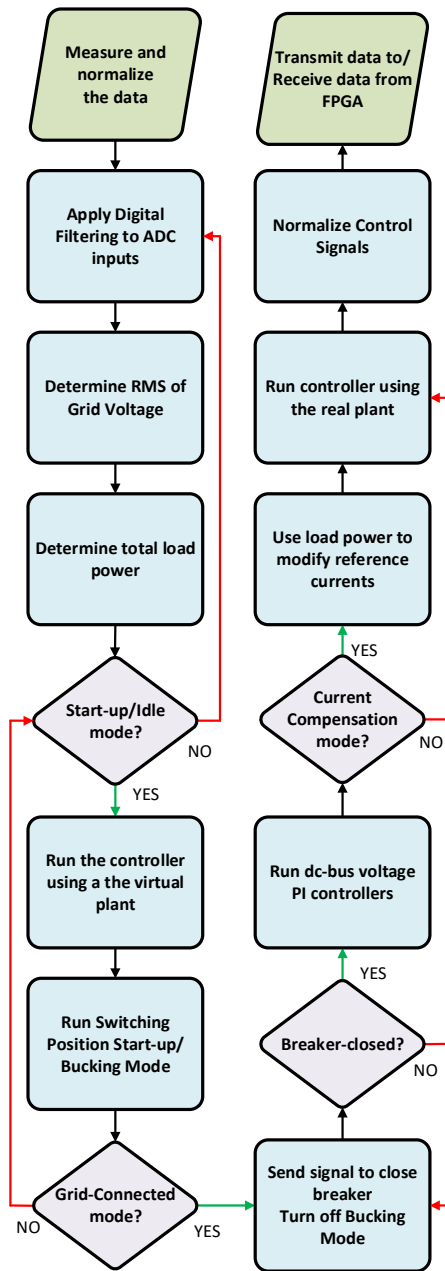 Measure and
normalize
the data
Apply Digital
Filtering to ADC
inputs
Determine RMS of
Grid Voltage
Determine total load
power
Start-up/Idle
mode?
NO
YES
Run the controller
using a the virtual
plant
Run Switching
Position Start-up/
Bucking Mode
Grid-Connected
mode?
NO
YES
Send signal to close
breaker
Turn off Bucking
Mode
Breaker-closed?
NO
YES
Run dc-bus voltage
PI controllers
Current
Compensation
mode?
NO
YES
Use load power to
modify reference
currents
Run controller using
the real plant
Normalize Control
Signals
Transmit data to/
Receive data from
FPGA